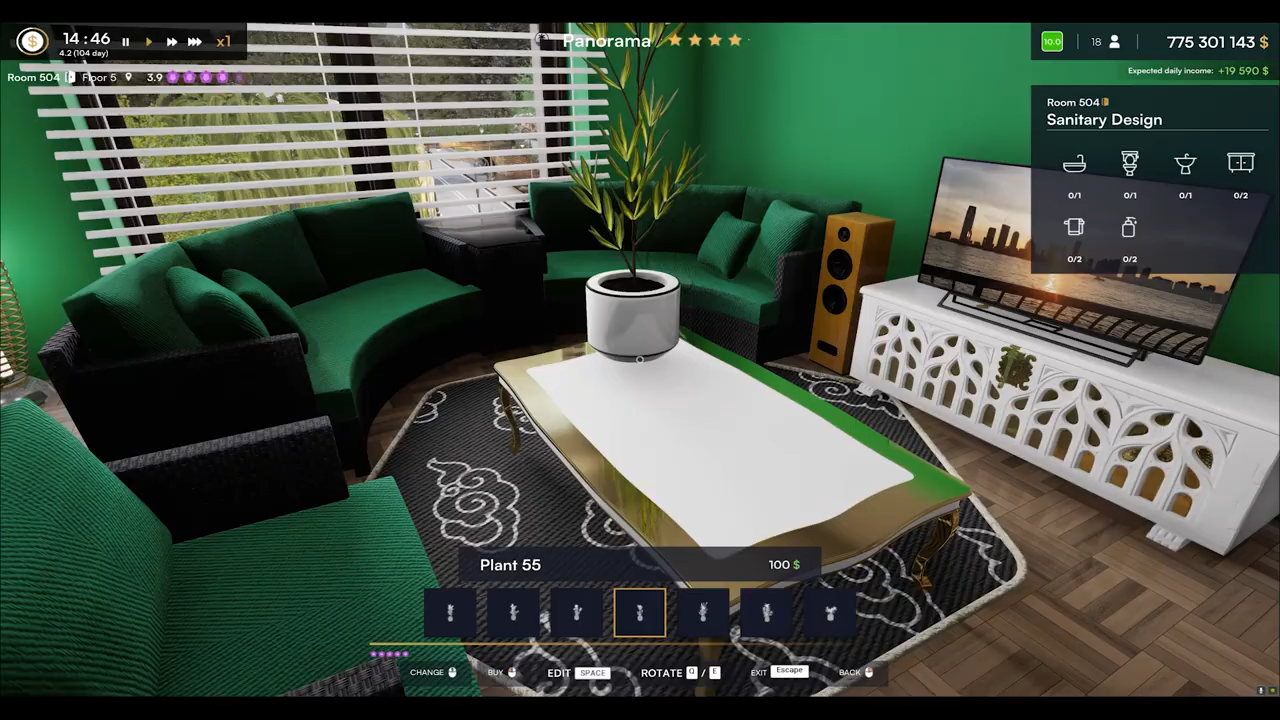 14:46
x1
4.2 (104 day)
Room 504
Floor 5
3.9
Panorama
10.0
18
775 301 143 $
Expected daily income: +19 590 $
Room 504
Sanitary Design
0/1
0/1
0/1
0/2
0/2
0/2
Plant 55
100 $
CHANGE
BUY
EDIT SPACE
ROTATE Q / E
EXIT Escape
BACK